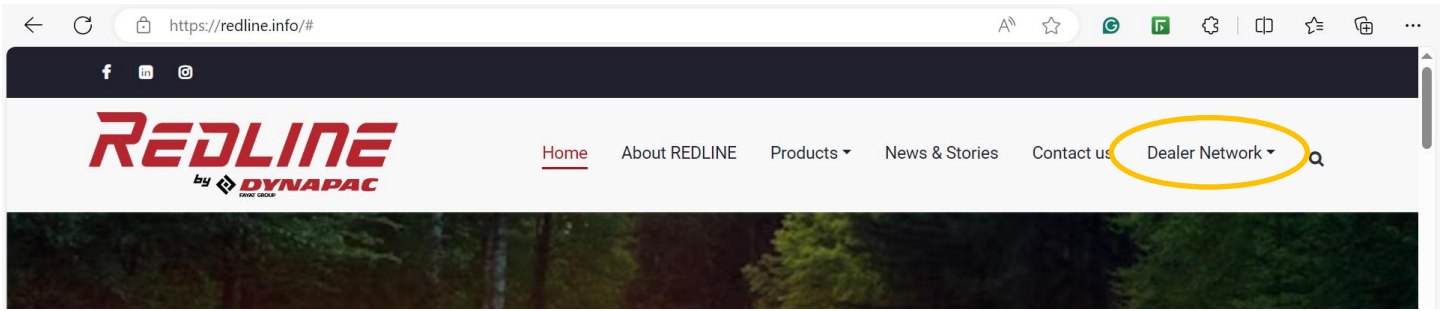 https://redline.info/#
REDLINE
by DYNAPAC
FAYAT GROUP
Home About REDLINE Products News & Stories Contact us Dealer Network